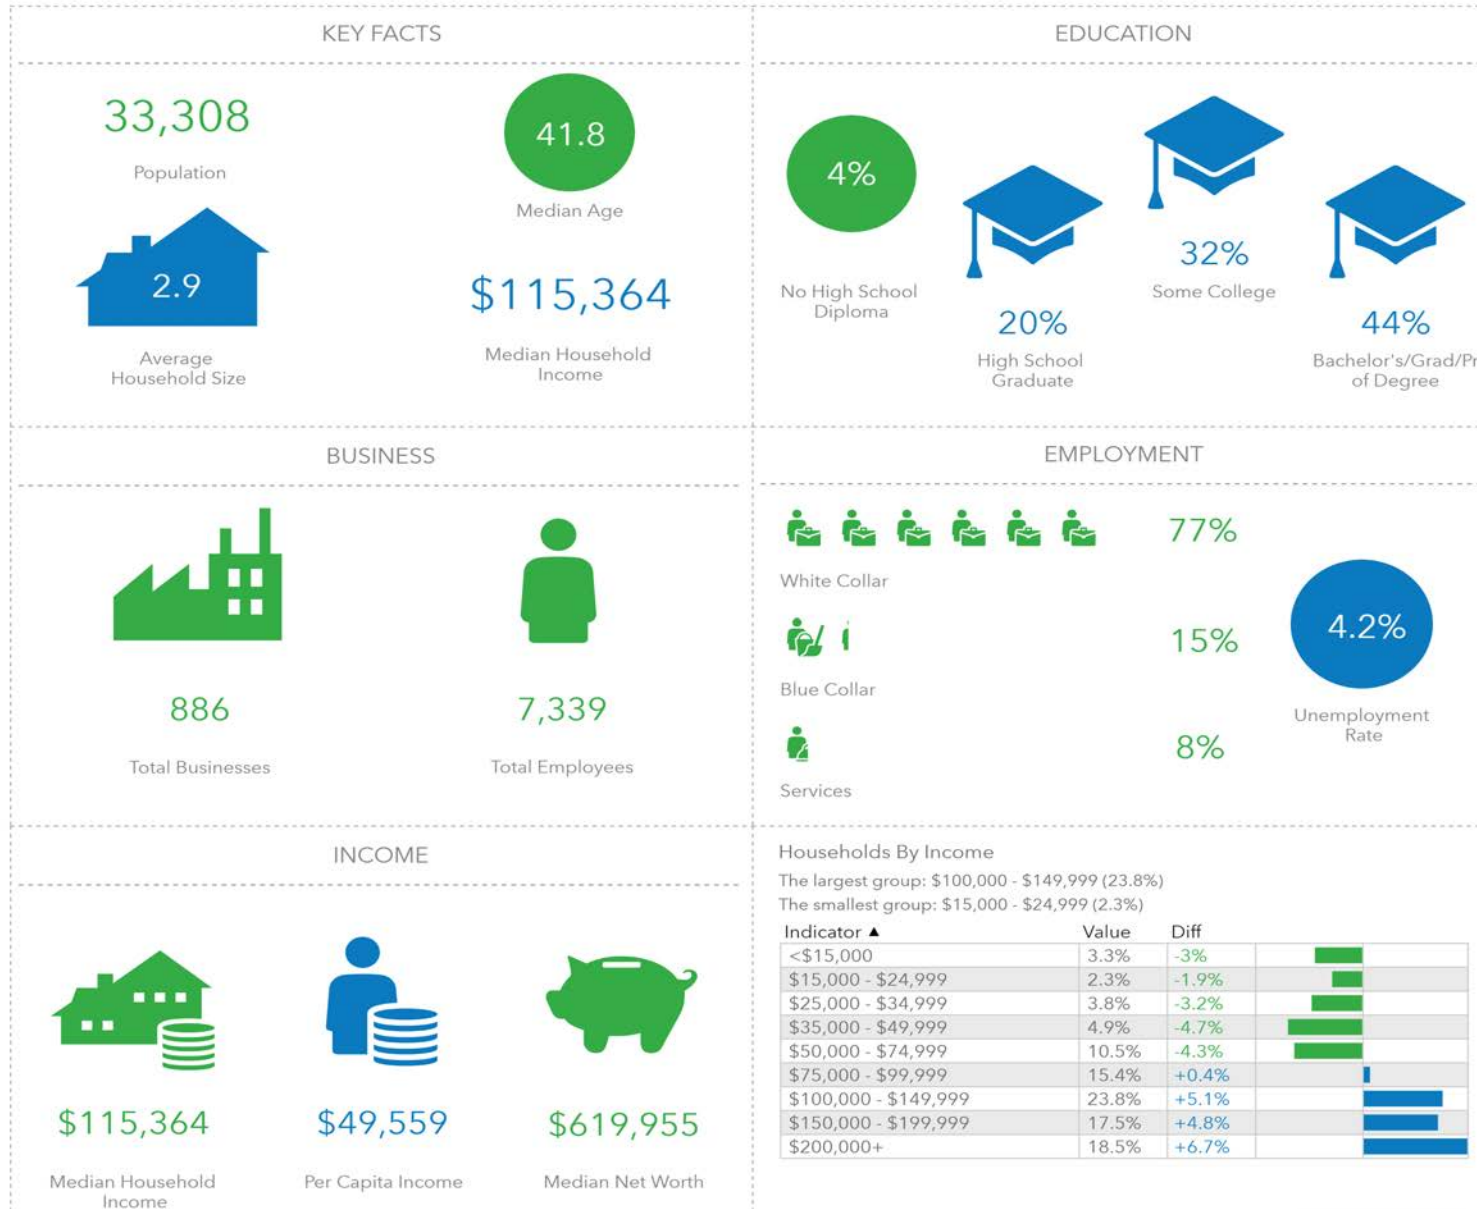 KEY FACTS
33,308
Population
41.8
Median Age
2.9
Average
Household Size
$115,364
Median Household
Income
EDUCATION
4%
No High School
Diploma
20%
High School
Graduate
32%
Some College
44%
Bachelor's/Grad/Pr
of Degree
BUSINESS
886
Total Businesses
7,339
Total Employees
EMPLOYMENT
77%
White Collar
15%
Blue Collar
8%
Services
4.2%
Unemployment
Rate
INCOME
$115,364
Median Household
Income
$49,559
Per Capita Income
$619,955
Median Net Worth
Households By Income
The largest group: $100,000 - $149,999 (23.8%)
The smallest group: $15,000 - $24,999 (2.3%)
Indicator ▲ Value Diff
<$15,000 3.3% -3%
$15,000 - $24,999 2.3% -1.9%
$25,000 - $34,999 3.8% -3.2%
$35,000 - $49,999 4.9% -4.7%
$50,000 - $74,999 10.5% -4.3%
$75,000 - $99,999 15.4% +0.4%
$100,000 - $149,999 23.8% +5.1%
$150,000 - $199,999 17.5% +4.8%
$200,000+ 18.5% +6.7%